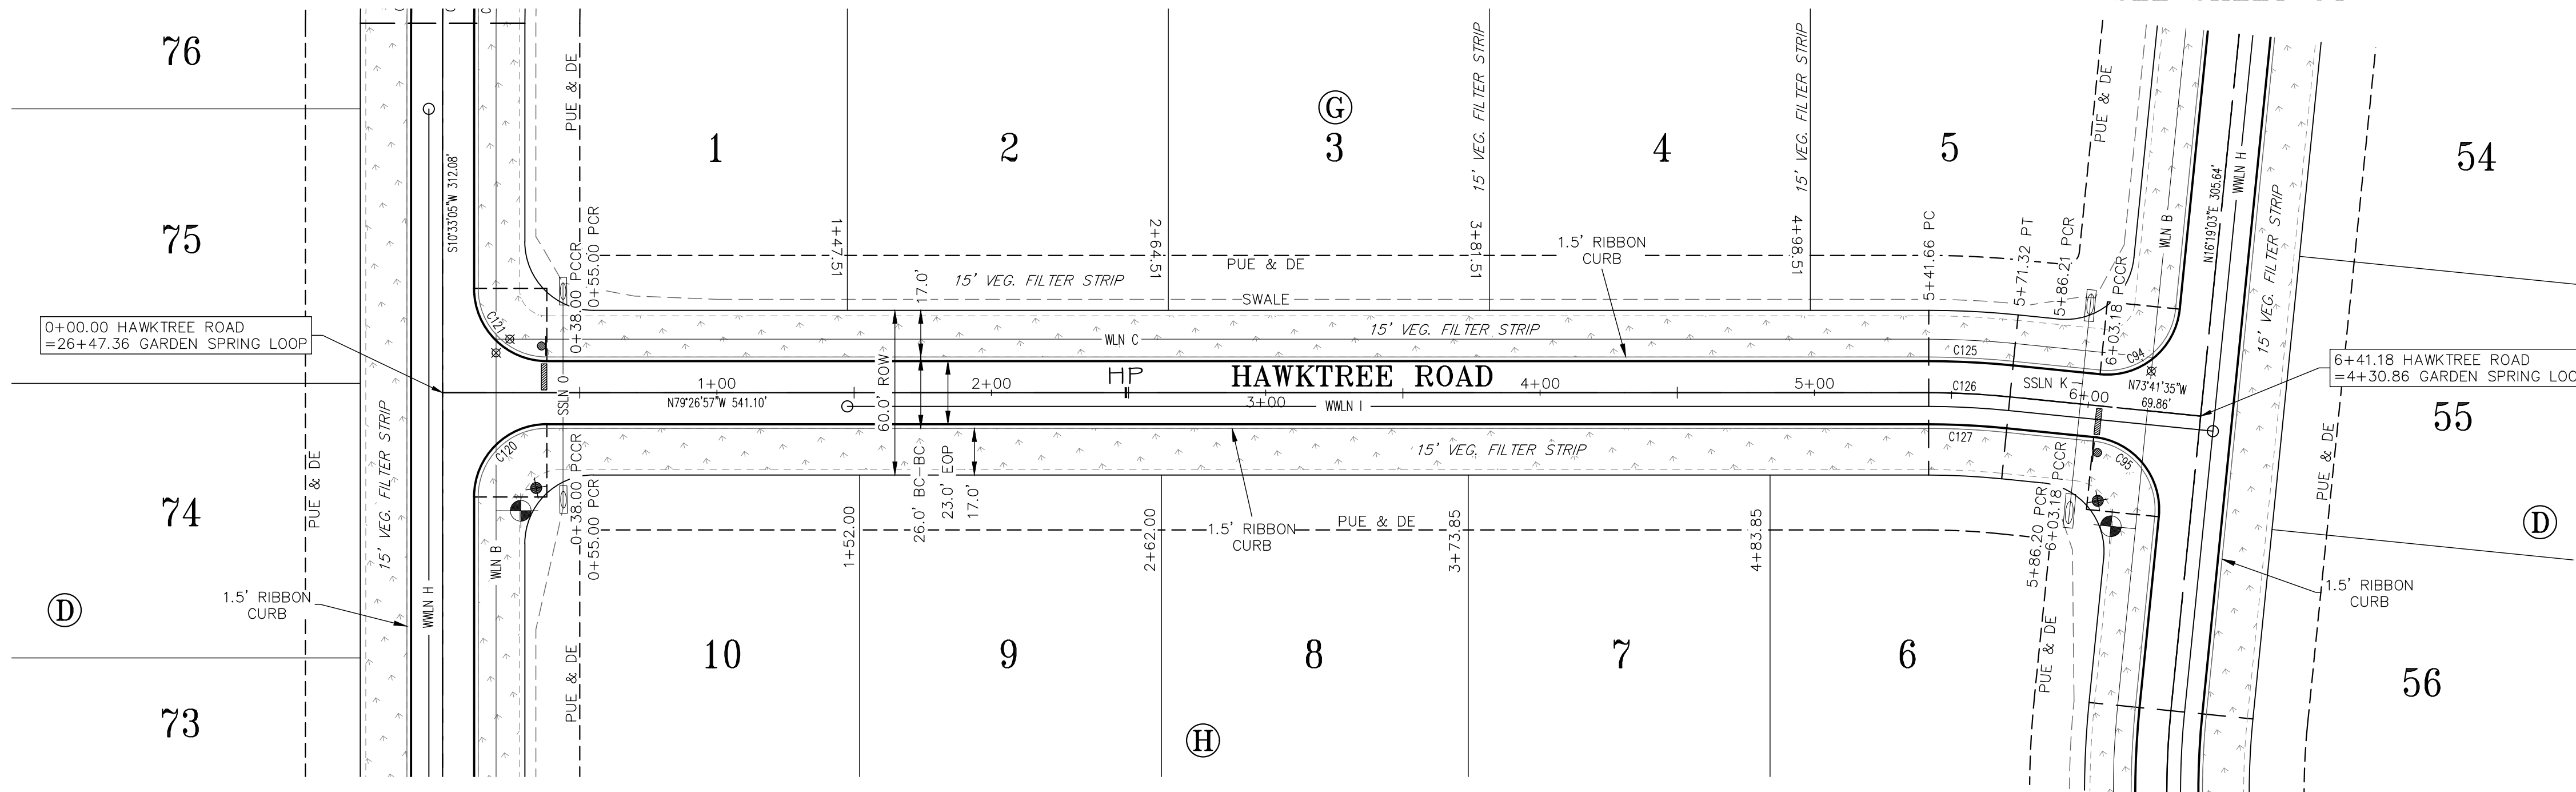 76
75
74
73
D
PUE & DE
PUE & DE
15' VEG. FILTER STRIP
1.5' RIBBON
CURB
0+00.00 HAWKTREE ROAD
=26+47.36 GARDEN SPRING LOOP
S10°33'05"W 312.08'
WWLN H
WLN B
C121
C120
PUE & DE
PUE & DE
0+38.00 PCCR
0+55.00 PCR
SSLN O
0+38.00 PCCR
0+55.00 PCR
1
2
G
3
4
5
15' VEG. FILTER STRIP
15' VEG. FILTER STRIP
1+47.51
2+64.51
3+81.51
4+98.51
5+41.66 PC
5+71.32 PT
5+86.21 PCR
6+03.18 PCCR
PUE & DE
15' VEG. FILTER STRIP
SWALE
1.5' RIBBON
CURB
17.0'
15' VEG. FILTER STRIP
WLN C
C125
60.0' ROW
1+00
2+00
HP
HAWKTREE ROAD
4+00
5+00
C126
SSLN K
6+00
N73°41'35"W
69.86'
N79°26'57"W 541.10'
3+00
WWLN I
C127
15' VEG. FILTER STRIP
26.0' BC-BC
23.0' EOP
17.0'
1.5' RIBBON
CURB
PUE & DE
1+52.00
2+62.00
3+73.85
4+83.85
5+86.20 PCR
6+03.18 PCCR
10
9
8
7
6
H
PUE & DE
PUE & DE
C94
C95
WLN B
N16°19'03"E 305.64'
WWLN H
15' VEG. FILTER STRIP
6+41.18 HAWKTREE ROAD
=4+30.86 GARDEN SPRING LOO
54
55
56
D
PUE & DE
1.5' RIBBON
CURB